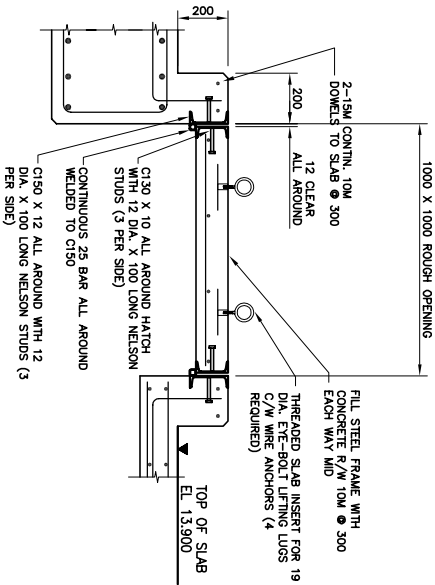 1000 X 1000 ROUGH OPENING
FILL STEEL FRAME WITH
CONCRETE R/W 10M @ 300
EACH WAY MID
THREADED SLAB INSERT FOR 19
DIA. EYE-BOLT LIFTING LUGS
C/W WIRE ANCHORS (4
REQUIRED)
TOP OF SLAB
EL 13.900
2-15M CONTIN. 10M
DOWELS TO SLAB @ 300
12 CLEAR
ALL AROUND
200
200
C130 X 10 ALL AROUND HATCH
WITH 12 DIA. X 100 LONG NELSON
STUDS (3 PER SIDE)
CONTINUOUS 25 BAR ALL AROUND
WELDED TO C150
C150 X 12 ALL AROUND WITH 12
DIA. X 100 LONG NELSON STUDS (3
PER SIDE)